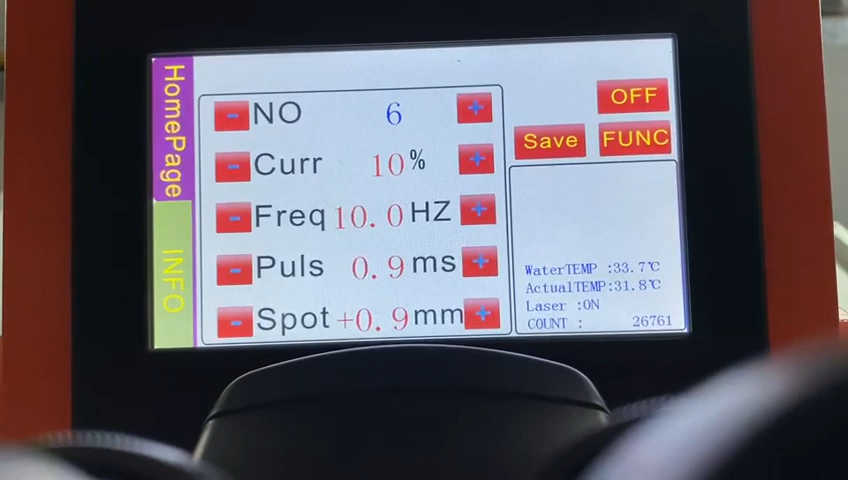 HomePage
INFO
- NO 6 +
- Curr 10% +
- Freq 10.0 HZ +
- Puls 0.9 ms +
- Spot +0.9 mm +
OFF
Save FUNC
WaterTEMP :33.7℃
ActualTEMP:31.8℃
Laser :ON
COUNT : 26761